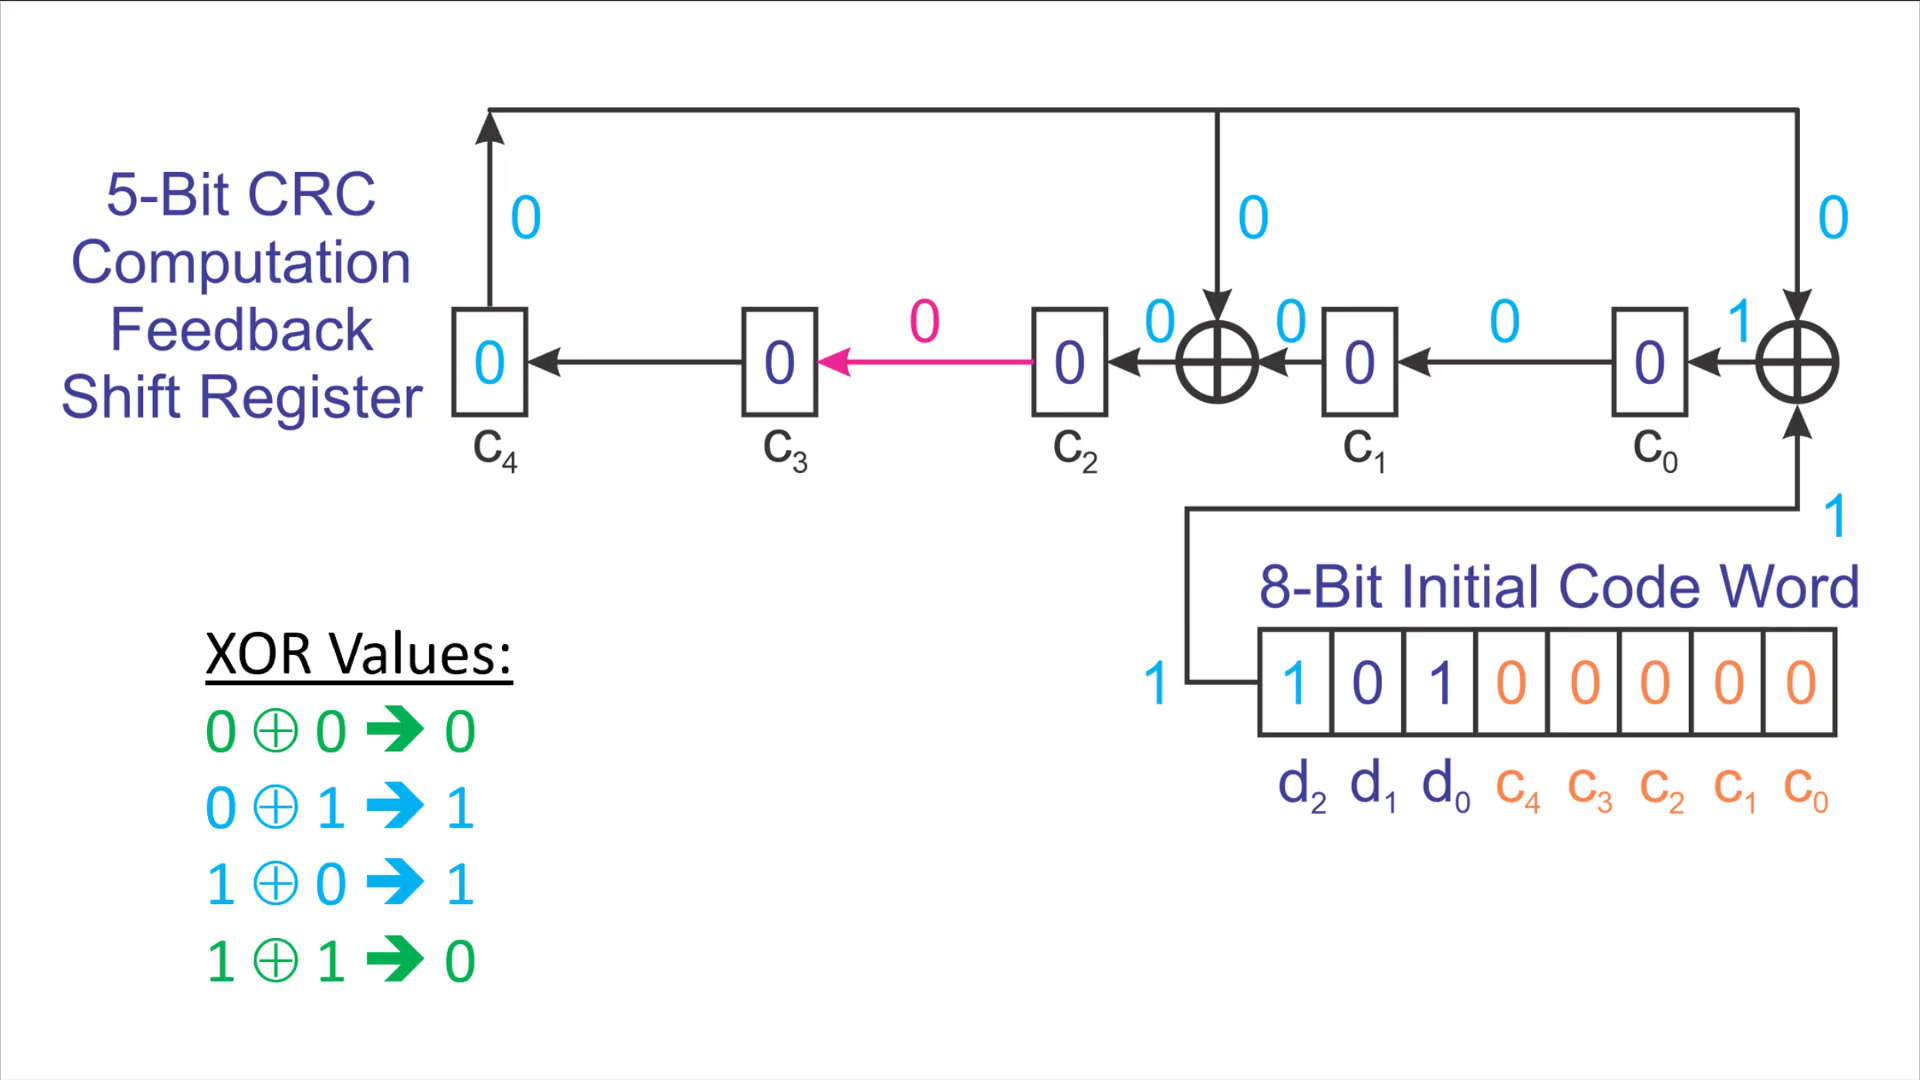 5-Bit CRC
Computation
Feedback
Shift Register
0 0 0
0 0 0 1
0 0 0 0 0
c4 c3 c2 c1 c0
1
8-Bit Initial Code Word
1 1 0 1 0 0 0 0 0
d2 d1 d0 c4 c3 c2 c1 c0
XOR Values:
0 ⊕ 0 ➔ 0
0 ⊕ 1 ➔ 1
1 ⊕ 0 ➔ 1
1 ⊕ 1 ➔ 0